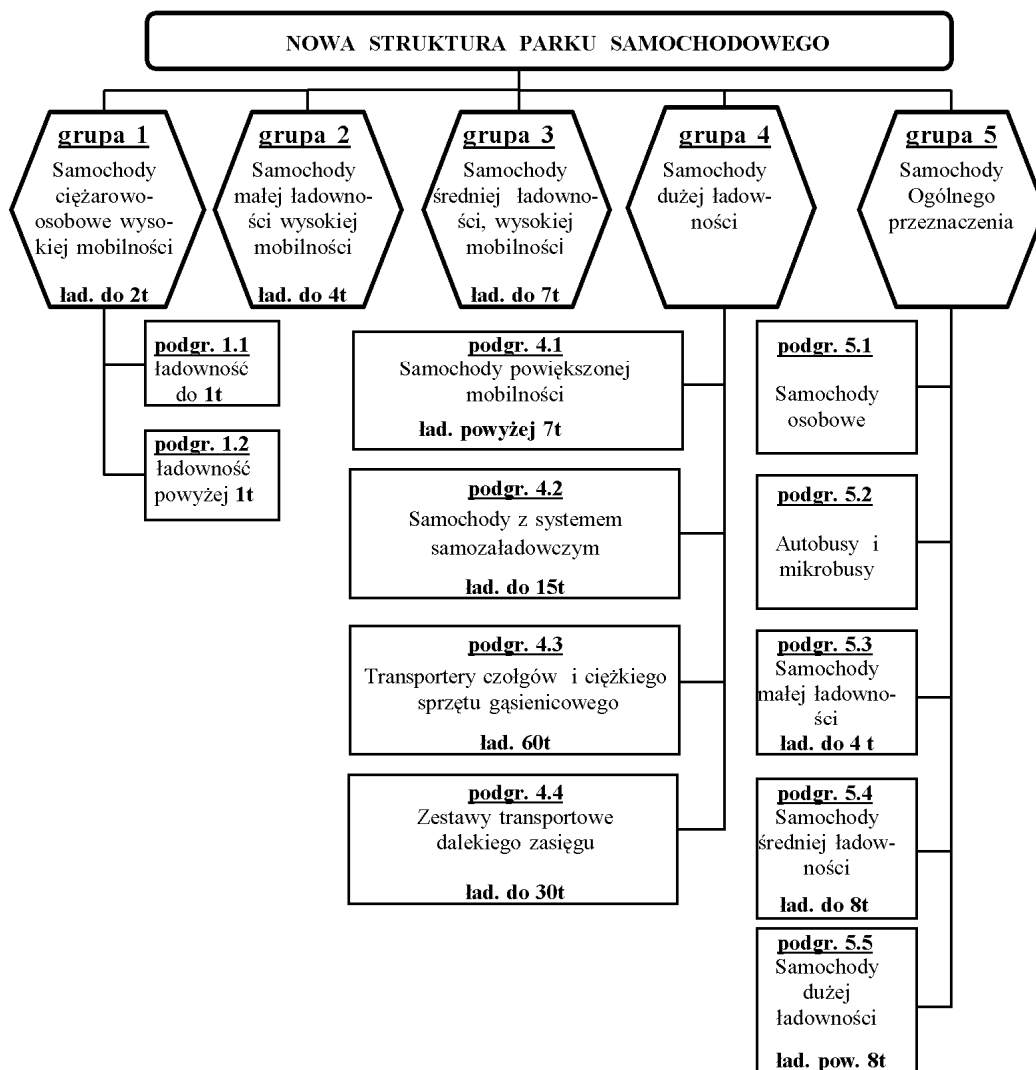 NOWA STRUKTURA PARKU SAMOCHODOWEGO
grupa 1
Samochody
ciężarowo-
osobowe wyso-
kiej mobilności
ład. do 2t
grupa 2
Samochody
małej ładowno-
ści wysokiej
mobilności
ład. do 4t
grupa 3
Samochody
średniej ładowno-
ści, wysokiej
mobilności
ład. do 7t
grupa 4
Samochody
dużej ładow-
ności
grupa 5
Samochody
Ogólnego
przeznaczenia
podgr. 1.1
ładowność
do 1t
podgr. 1.2
ładowność
powyżej 1t
podgr. 4.1
Samochody powiększonej
mobilności
ład. powyżej 7t
podgr. 4.2
Samochody z systemem
samozaładowczym
ład. do 15t
podgr. 4.3
Transportery czołgów i ciężkiego
sprzętu gąsienicowego
ład. 60t
podgr. 4.4
Zestawy transportowe
dalekiego zasięgu
ład. do 30t
podgr. 5.1
Samochody
osobowe
podgr. 5.2
Autobusy i
mikrobusy
podgr. 5.3
Samochody
małej ładowno-
ści
ład. do 4 t
podgr. 5.4
Samochody
średniej ładow-
ności
ład. do 8t
podgr. 5.5
Samochody
dużej
ładowności
ład. pow. 8t